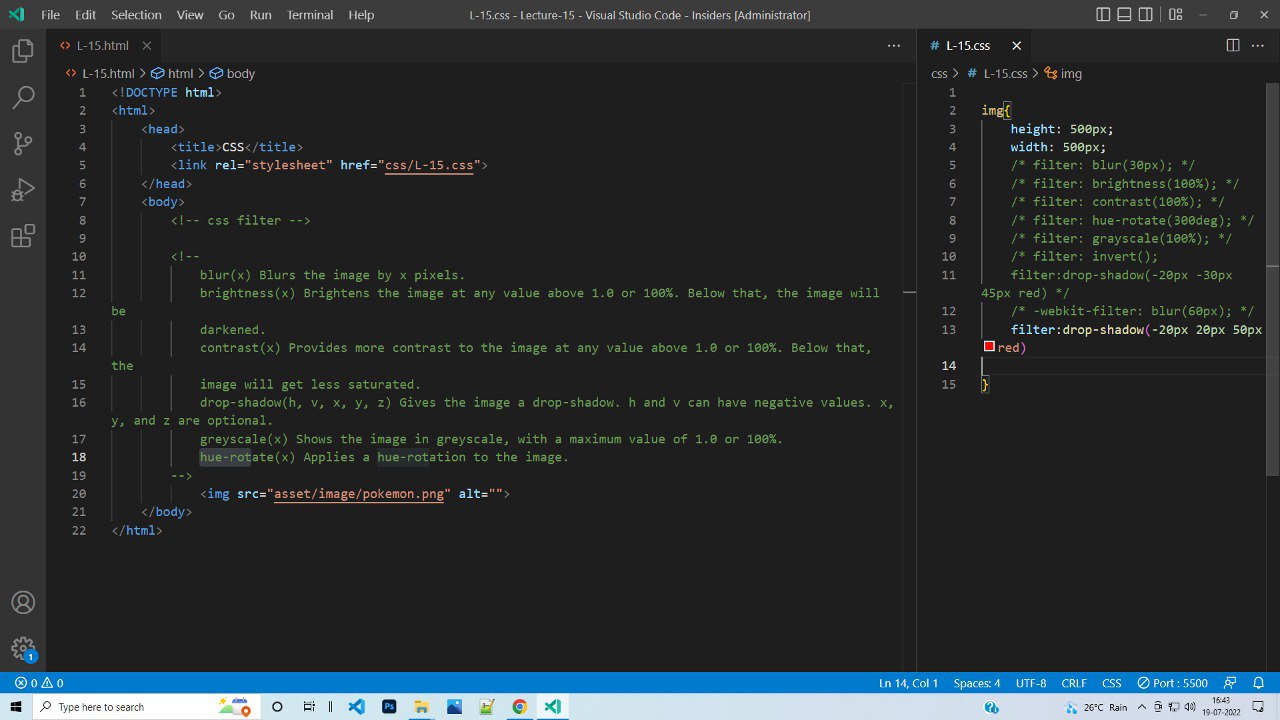 File Edit Selection View Go Run Terminal Help
L-15.css - Lecture-15 - Visual Studio Code - Insiders [Administrator]
L-15.html
L-15.html > html > body
1 <!DOCTYPE html>
2 <html>
3 <head>
4 <title>CSS</title>
5 <link rel="stylesheet" href="css/L-15.css">
6 </head>
7 <body>
8 <!-- css filter -->
9
10 <!--
11 blur(x) Blurs the image by x pixels.
12 brightness(x) Brightens the image at any value above 1.0 or 100%. Below that, the image will
be
13 darkened.
14 contrast(x) Provides more contrast to the image at any value above 1.0 or 100%. Below that,
the
15 image will get less saturated.
16 drop-shadow(h, v, x, y, z) Gives the image a drop-shadow. h and v can have negative values. x,
y, and z are optional.
17 greyscale(x) Shows the image in greyscale, with a maximum value of 1.0 or 100%.
18 hue-rotate(x) Applies a hue-rotation to the image.
19 -->
20 <img src="asset/image/pokemon.png" alt="">
21 </body>
22 </html>
# L-15.css
css > # L-15.css > img
1
2 img{
3 height: 500px;
4 width: 500px;
5 /* filter: blur(30px); */
6 /* filter: brightness(100%); */
7 /* filter: contrast(100%); */
8 /* filter: hue-rotate(300deg); */
9 /* filter: grayscale(100%); */
10 /* filter: invert();
11 filter:drop-shadow(-20px -30px
45px red) */
12 /* -webkit-filter: blur(60px); */
13 filter:drop-shadow(-20px 20px 50px
red)
14
15 }
1
0 0
Ln 14, Col 1 Spaces: 4 UTF-8 CRLF CSS Port : 5500
Type here to search
Ps
26°C Rain
16:43
19-07-2022